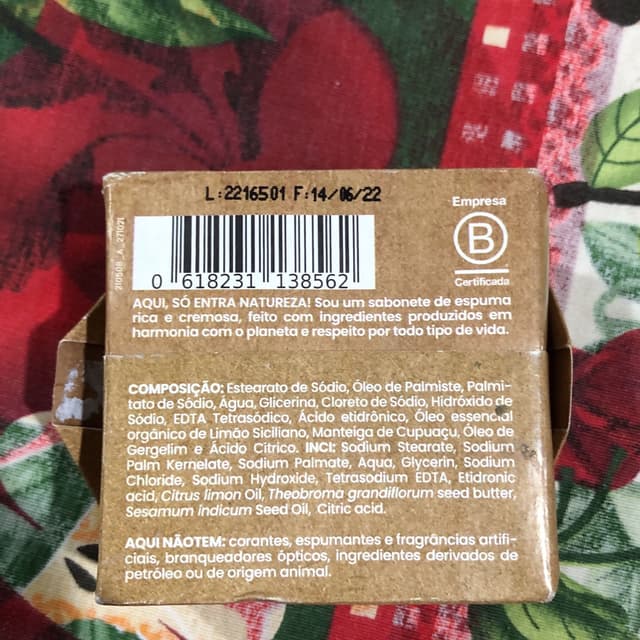 L:2216501 F:14/06/22
210508_A_271021
0 618231 138562
Empresa
B
Certificada
AQUI, SÓ ENTRA NATUREZA! Sou um sabonete de espuma
rica e cremosa, feito com ingredientes produzidos em
harmonia com o planeta e respeito por todo tipo de vida.
COMPOSIÇÃO: Estearato de Sódio, Óleo de Palmiste, Palmi-
tato de Sódio, Água, Glicerina, Cloreto de Sódio, Hidróxido de
Sódio, EDTA Tetrasódico, Ácido etidrônico, Óleo essencial
orgânico de Limão Siciliano, Manteiga de Cupuaçu, Óleo de
Gergelim e Ácido Cítrico. INCI: Sodium Stearate, Sodium
Palm Kernelate, Sodium Palmate, Aqua, Glycerin, Sodium
Chloride, Sodium Hydroxide, Tetrasodium EDTA, Etidronic
acid, Citrus limon Oil, Theobroma grandiflorum seed butter,
Sesamum indicum Seed Oil, Citric acid.
AQUI NÃOTEM: corantes, espumantes e fragrâncias artifi-
ciais, branqueadores ópticos, ingredientes derivados de
petróleo ou de origem animal.